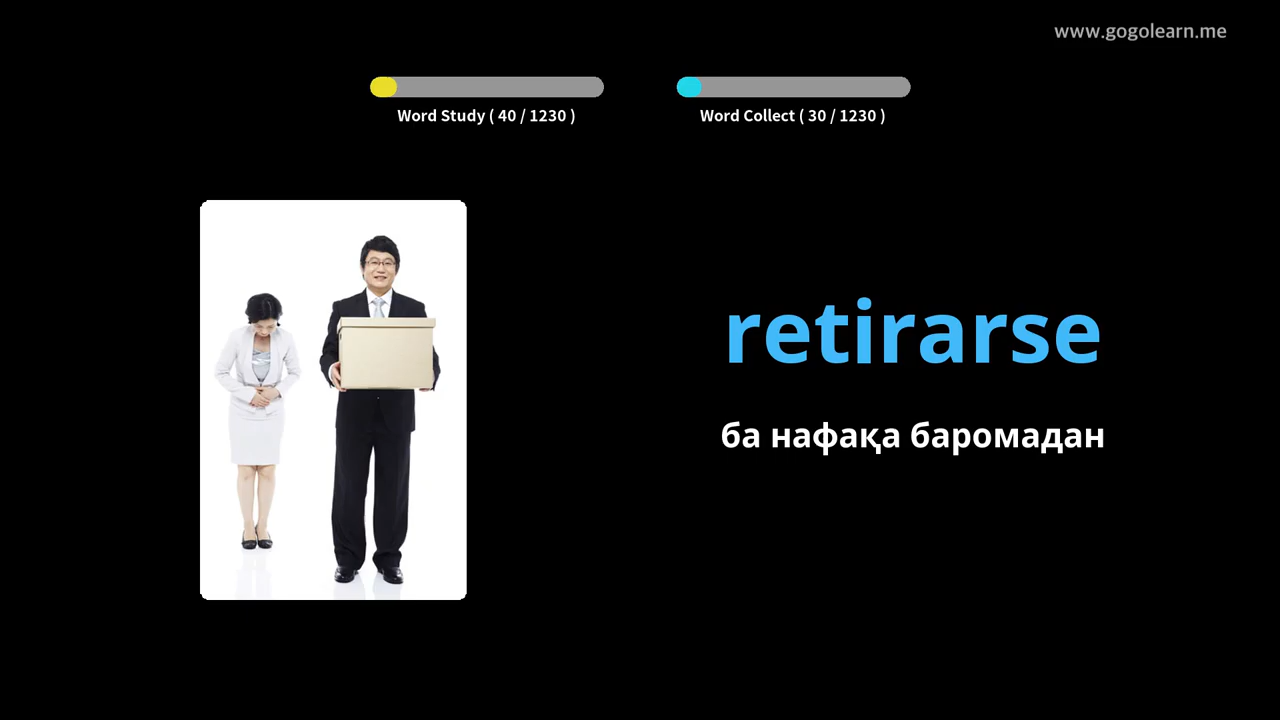 www.gogolearn.me
Word Study ( 40 / 1230 )
Word Collect ( 30 / 1230 )
retirarse
ба нафақа баромадан